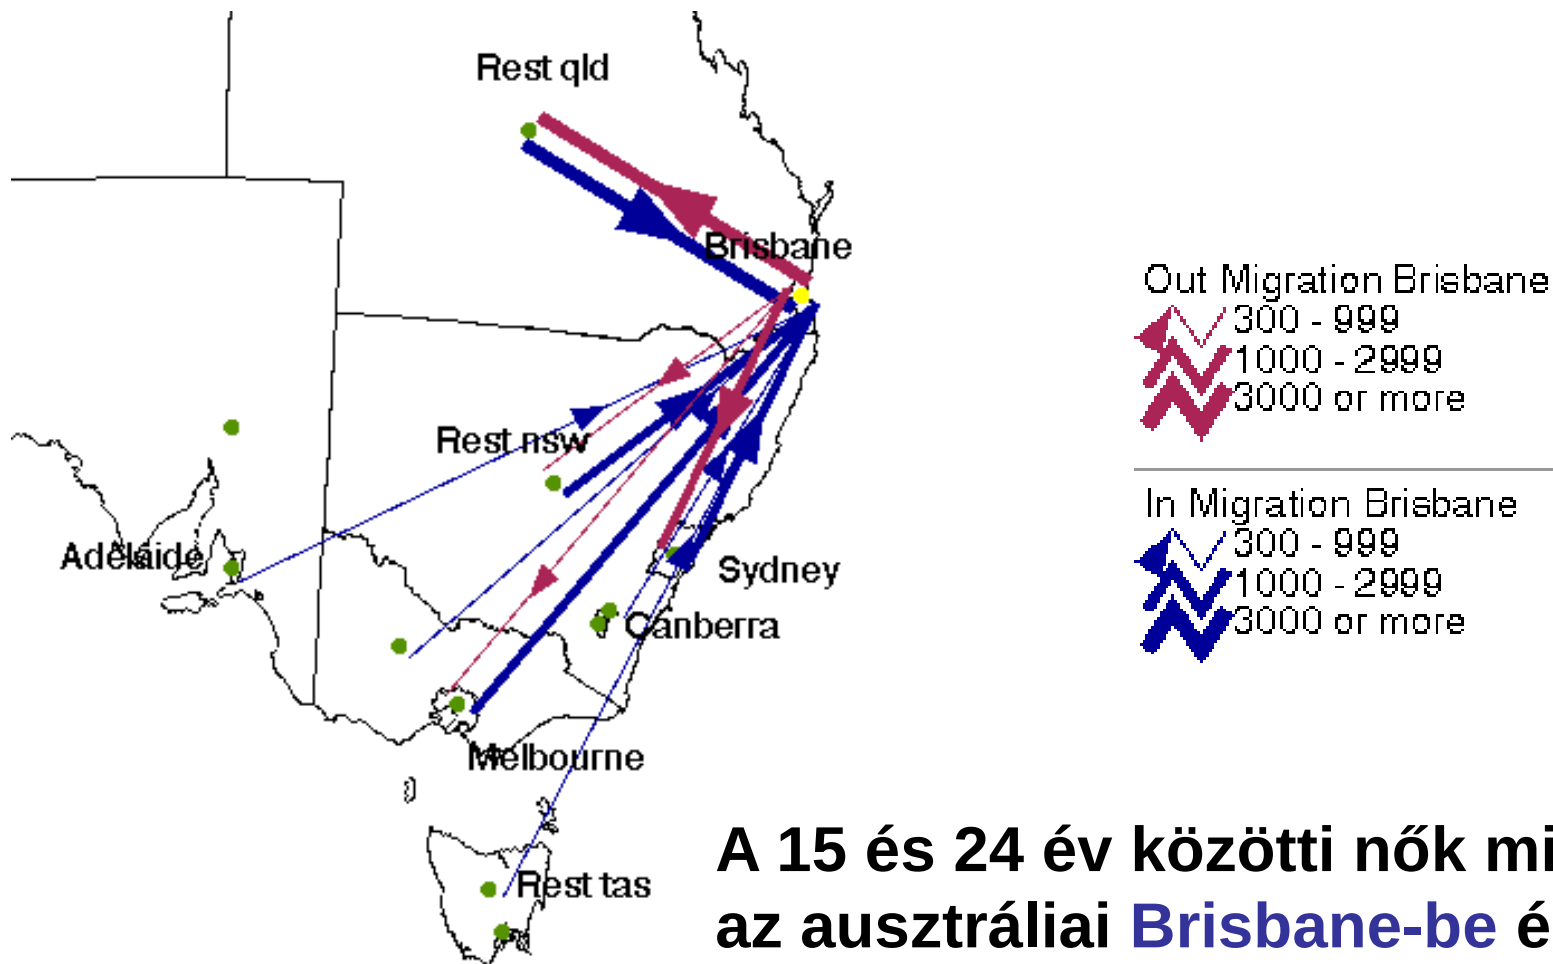 Rest qld
Brisbane
Rest nsw
Adelaide
Sydney
Canberra
Melbourne
Rest tas
Out Migration Brisbane
300 - 999
1000 - 2999
3000 or more
In Migration Brisbane
300 - 999
1000 - 2999
3000 or more
A 15 és 24 év közötti nők mi
az ausztráliai Brisbane-be é